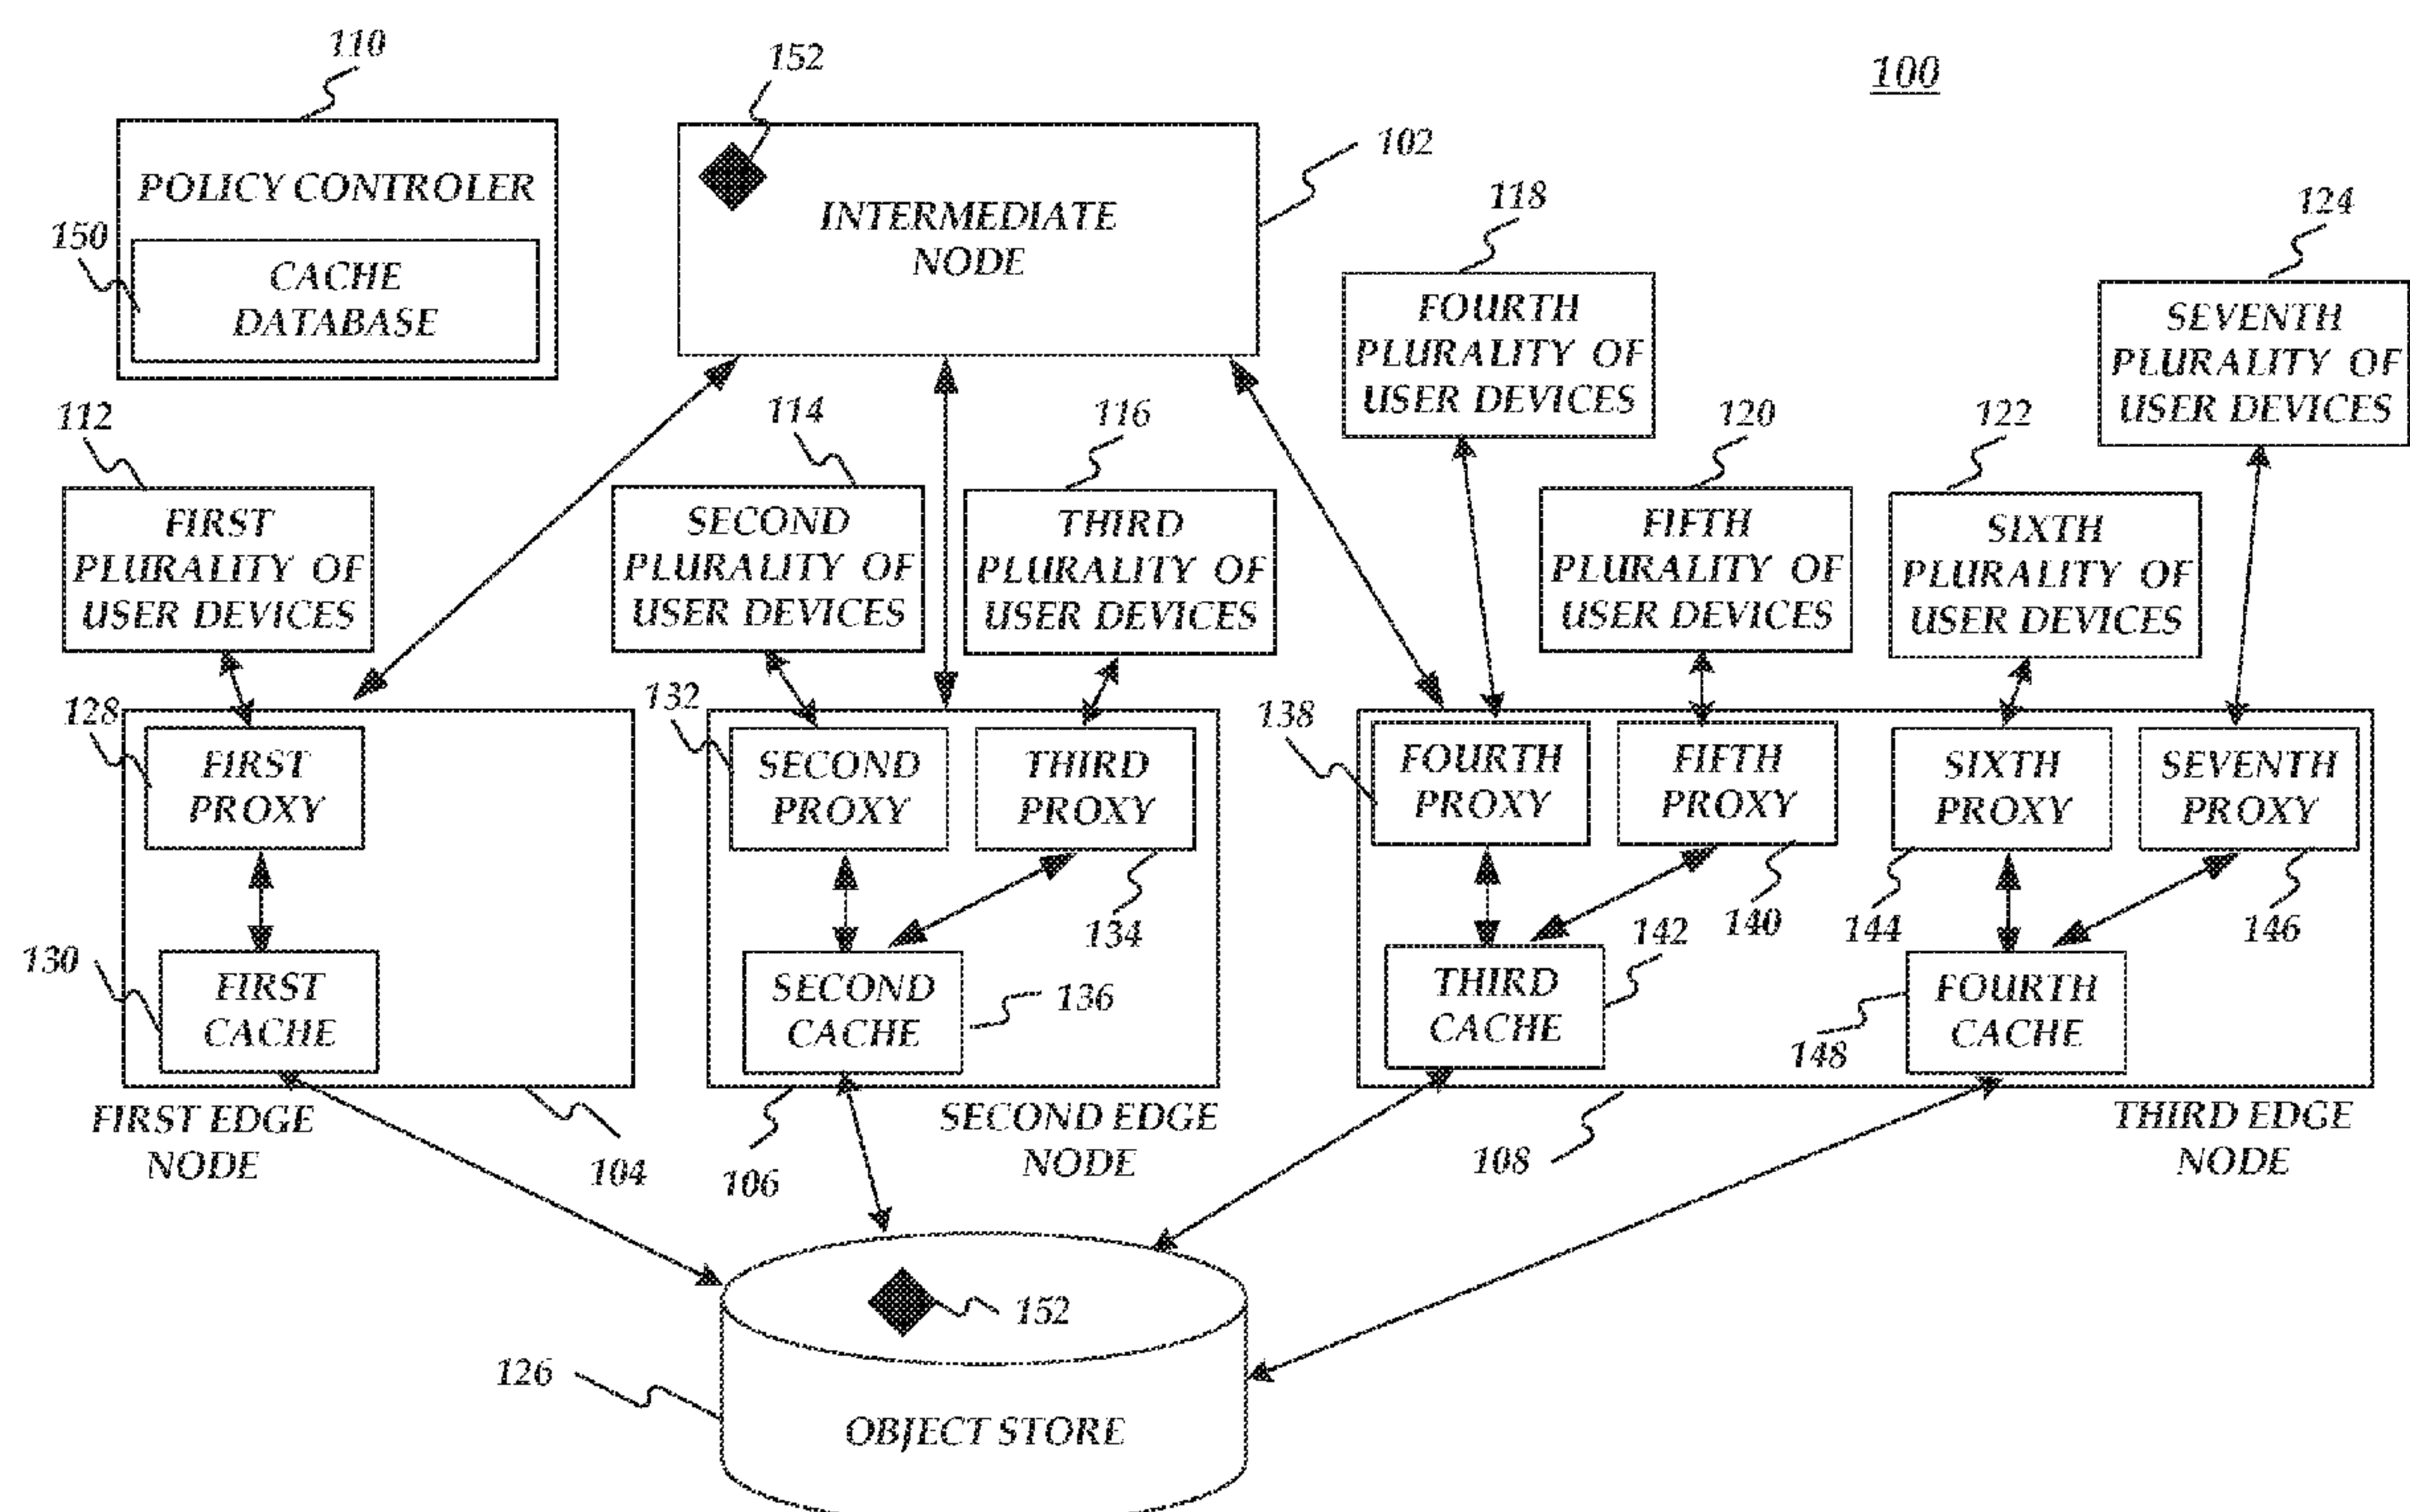 110
152
100
102
POLICY CONTROLER
150
CACHE
DATABASE
INTERMEDIATE
NODE
118
124
FOURTH
PLURALITY OF
USER DEVICES
SEVENTH
PLURALITY OF
USER DEVICES
112
114
116
120
122
FIRST
PLURALITY OF
USER DEVICES
SECOND
PLURALITY OF
USER DEVICES
THIRD
PLURALITY OF
USER DEVICES
FIFTH
PLURALITY OF
USER DEVICES
SIXTH
PLURALITY OF
USER DEVICES
128
132
138
FIRST
PROXY
SECOND
PROXY
THIRD
PROXY
FOURTH
PROXY
FIFTH
PROXY
SIXTH
PROXY
SEVENTH
PROXY
134
142
140
144
146
130
FIRST
CACHE
SECOND
CACHE
136
THIRD
CACHE
148
FOURTH
CACHE
FIRST EDGE
NODE
104
106
SECOND EDGE
NODE
108
THIRD EDGE
NODE
152
126
OBJECT STORE